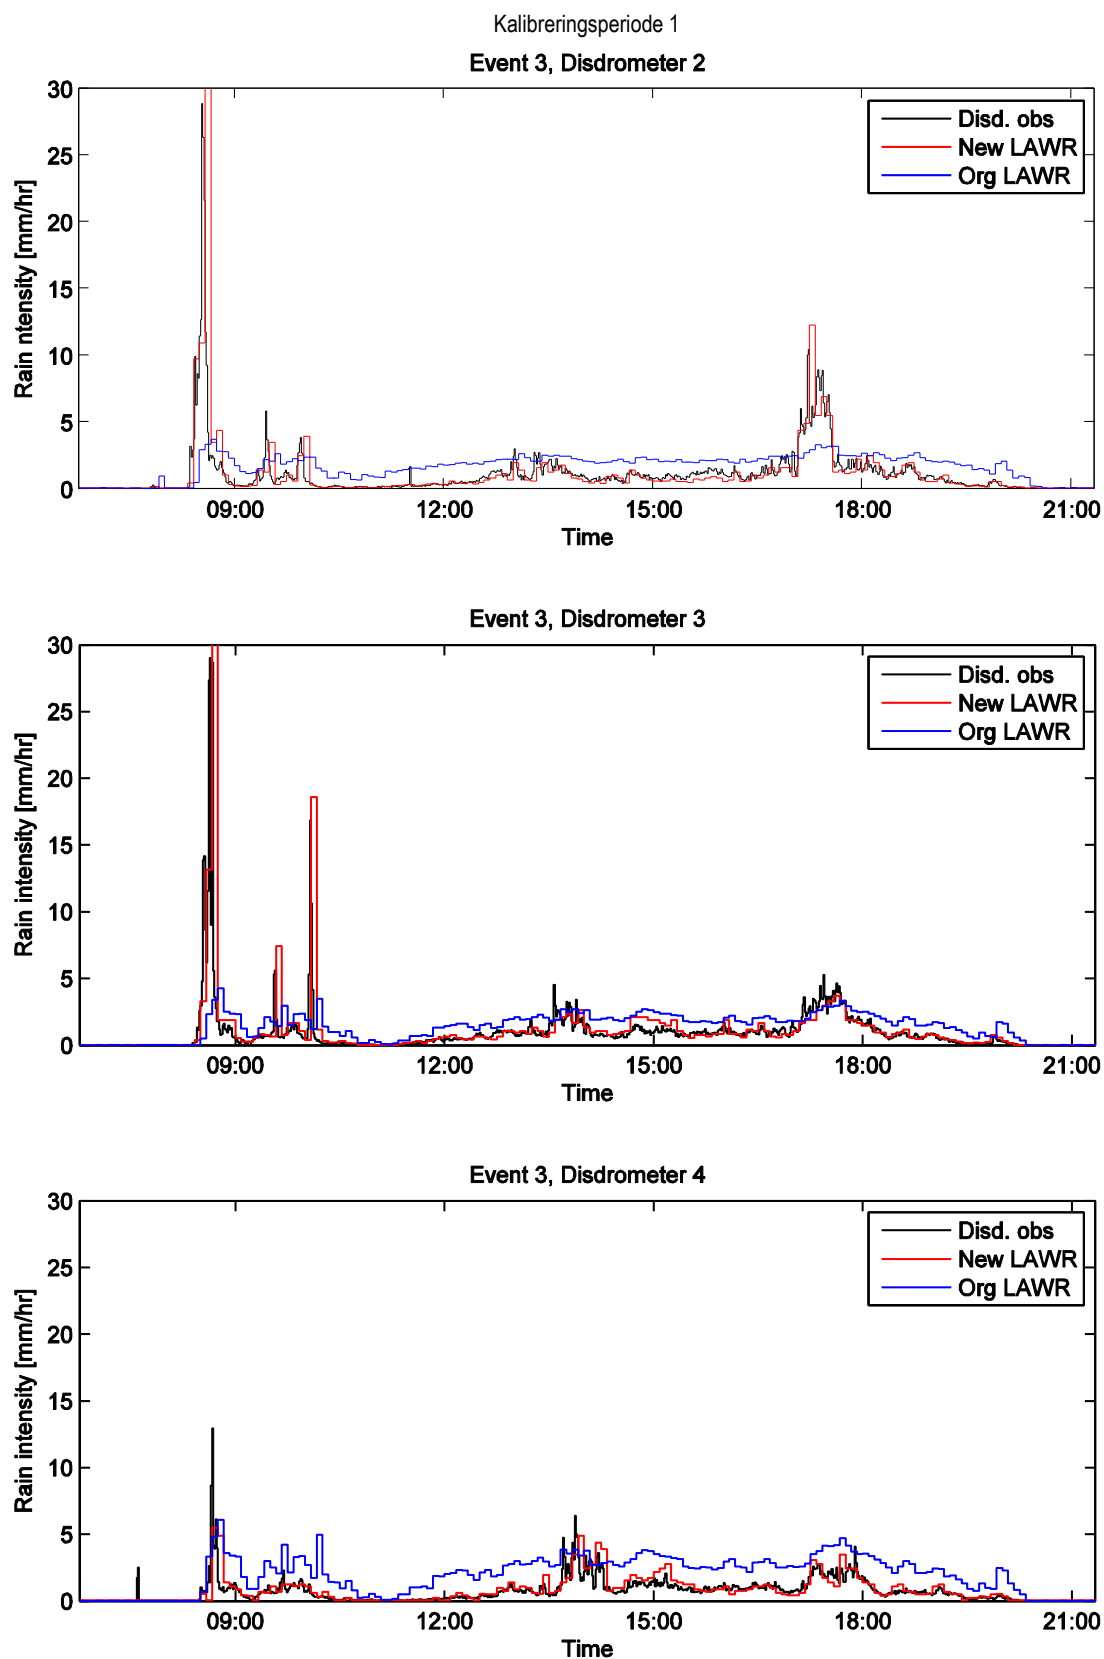 Kalibreringsperiode 1
Event 3, Disdrometer 2
30
25
20
15
10
5
0
Rain ntensity [mm/hr]
Disd. obs
New LAWR
Org LAWR
09:00 12:00 15:00 18:00 21:00
Time
Event 3, Disdrometer 3
30
25
20
15
10
5
0
Rain intensity [mm/hr]
Disd. obs
New LAWR
Org LAWR
09:00 12:00 15:00 18:00 21:00
Time
Event 3, Disdrometer 4
30
25
20
15
10
5
0
Rain intensity [mm/hr]
Disd. obs
New LAWR
Org LAWR
09:00 12:00 15:00 18:00 21:00
Time